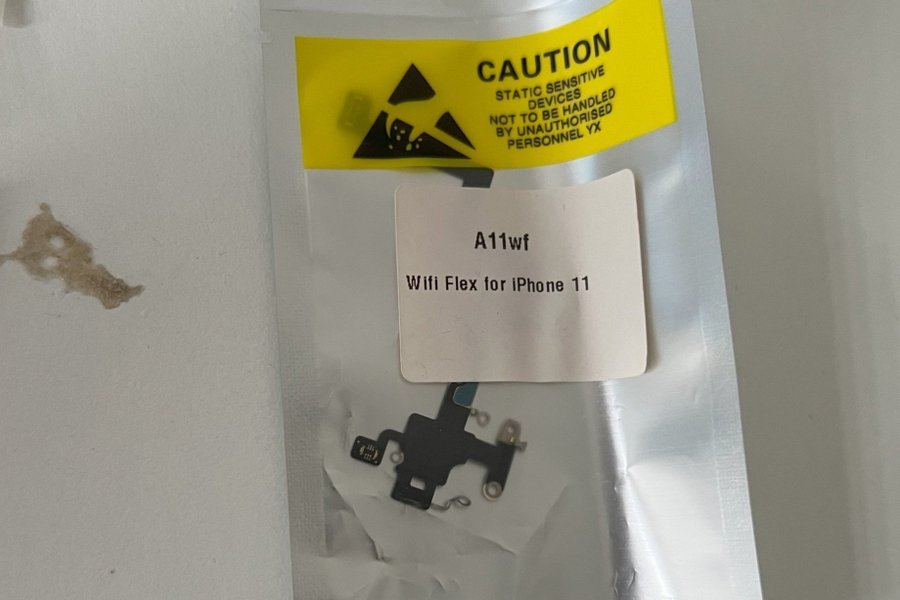 CAUTION
STATIC SENSITIVE
DEVICES
NOT TO BE HANDLED
BY UNAUTHORISED
PERSONNEL YX
A11wf
Wifi Flex for iPhone 11